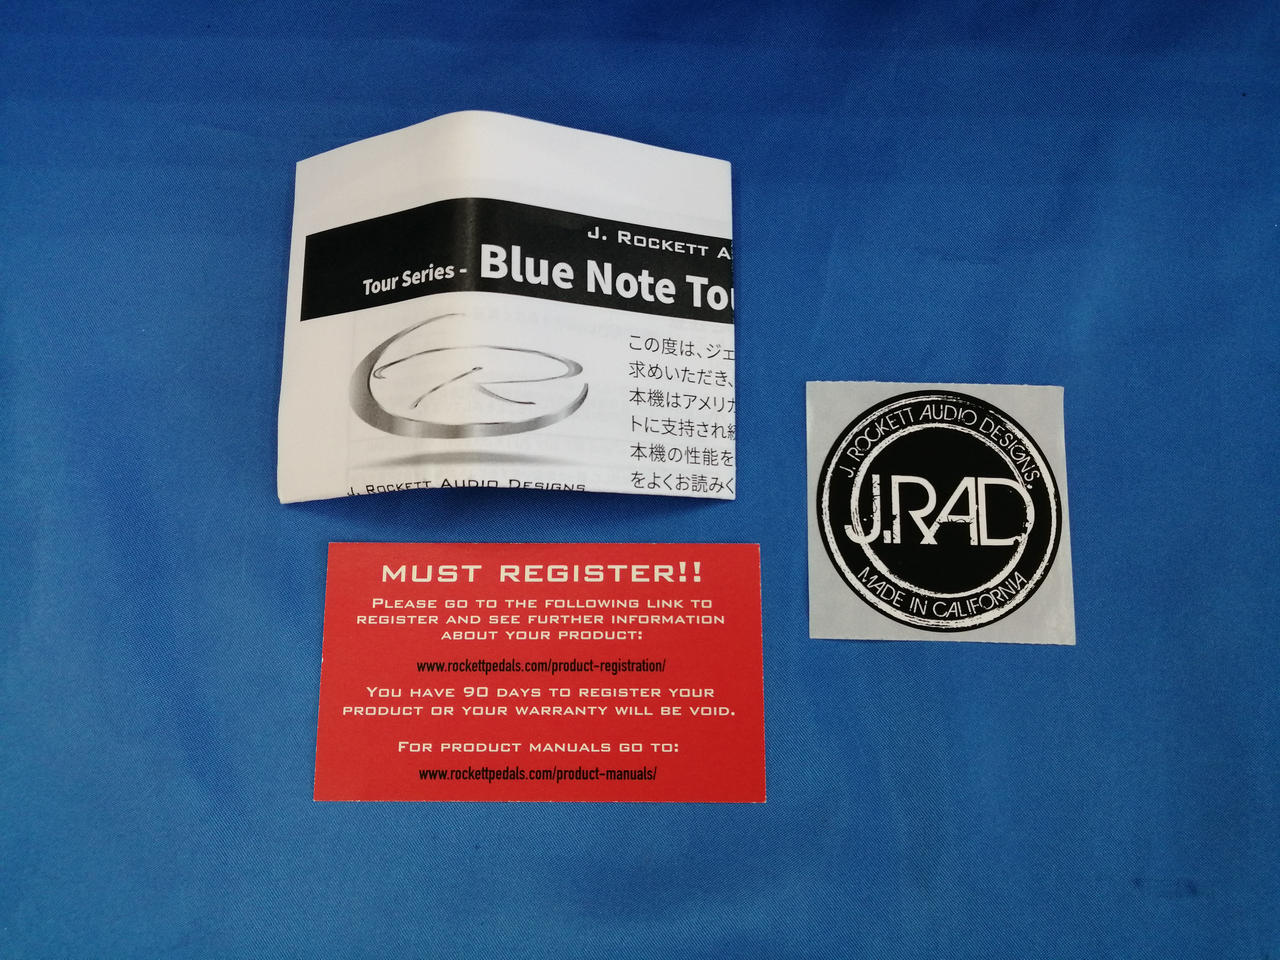 J. ROCKETT A
Tour Series - Blue Note Tou
この度は、ジェ
求めいただき、
本機はアメリカ
トに支持され続
本機の性能を
をよくお読みく
J. ROCKETT AUDIO DESIGNS
MUST REGISTER!!
PLEASE GO TO THE FOLLOWING LINK TO
REGISTER AND SEE FURTHER INFORMATION
ABOUT YOUR PRODUCT:
www.rockettpedals.com/product-registration/
YOU HAVE 90 DAYS TO REGISTER YOUR
PRODUCT OR YOUR WARRANTY WILL BE VOID.
FOR PRODUCT MANUALS GO TO:
www.rockettpedals.com/product-manuals/
J. ROCKETT AUDIO DESIGNS.
J.RAD
MADE IN CALIFORNIA